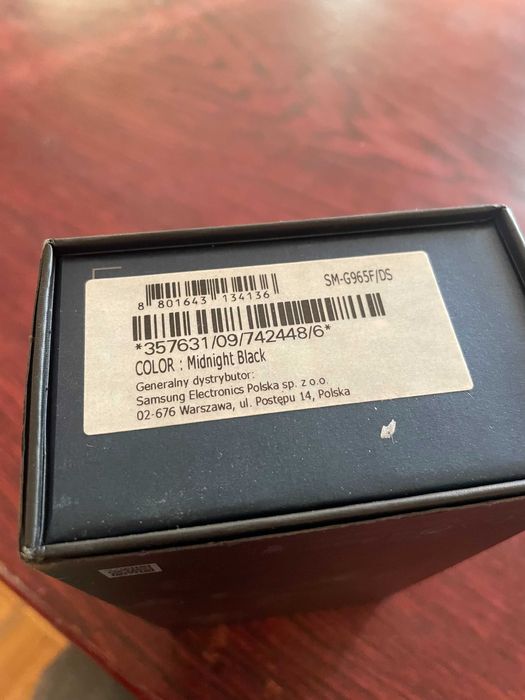 SM-G965F/DS
8 801643 134136
*357631/09/742448/6*
COLOR : Midnight Black
Generalny dystrybutor:
Samsung Electronics Polska sp. z o.o.
02-676 Warszawa, ul. Postępu 14, Polska